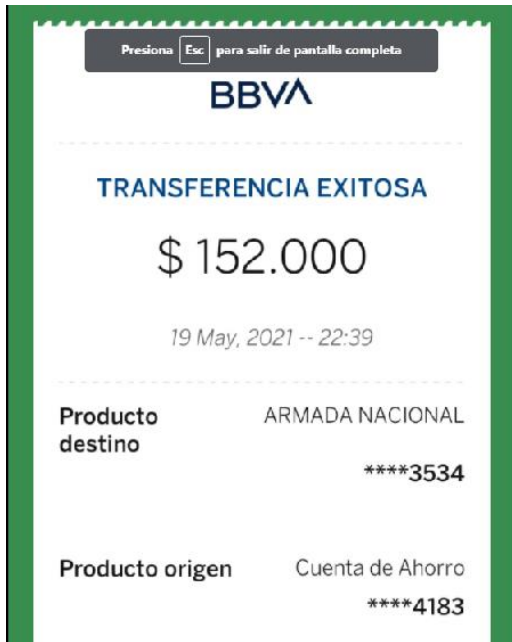 Presiona Esc para salir de pantalla completa
BBVA
TRANSFERENCIA EXITOSA
$ 152.000
19 May, 2021 -- 22:39
Producto destino
ARMADA NACIONAL
****3534
Producto origen
Cuenta de Ahorro
****4183